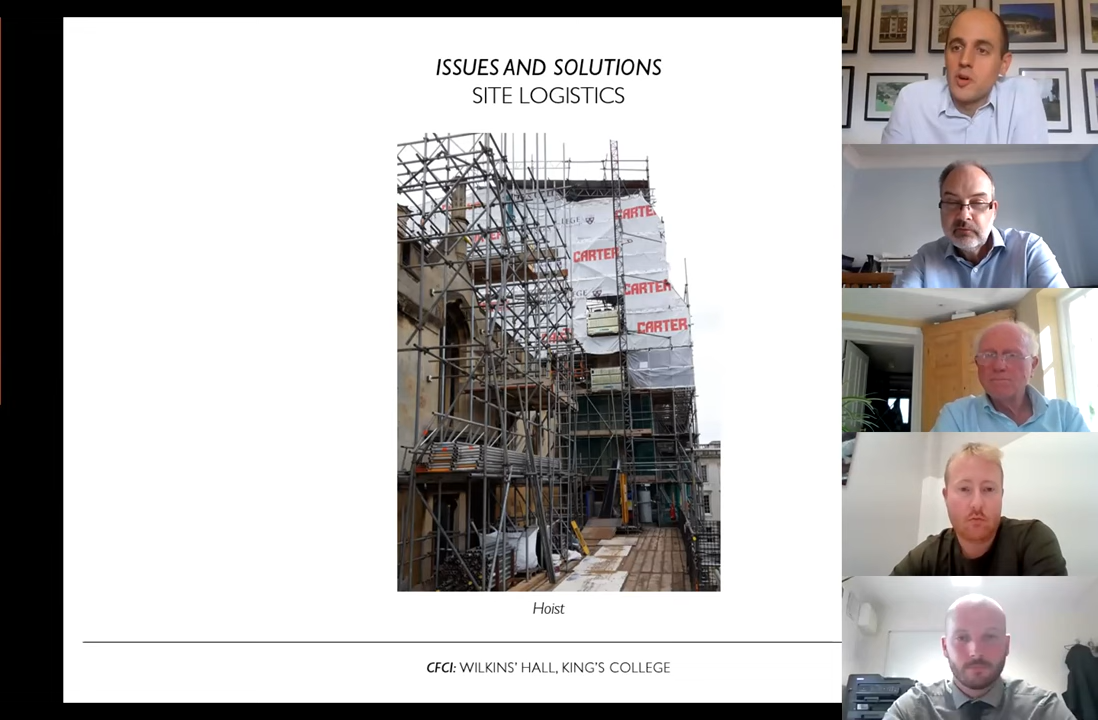 ISSUES AND SOLUTIONS
SITE LOGISTICS
CARTER
CARTER
CARTER
CARTER
Hoist
CFCI: WILKINS' HALL, KING'S COLLEGE